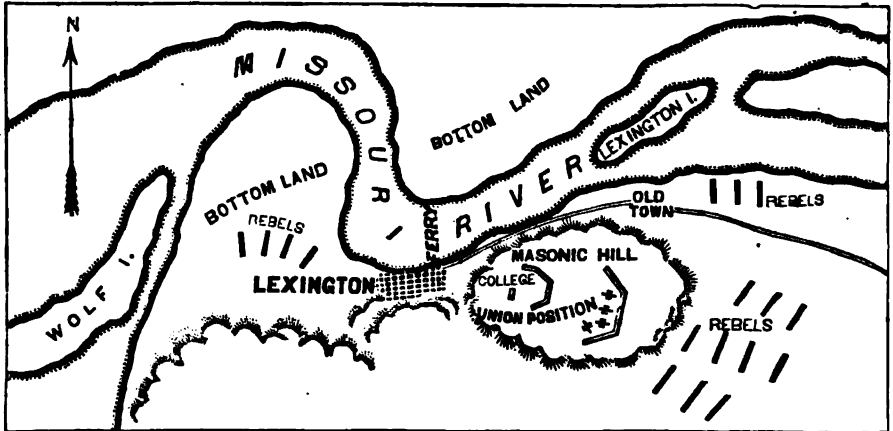 N
MISSOURI
RIVER
BOTTOM LAND
LEXINGTON I.
BOTTOM LAND
REBELS
FERRY
OLD
TOWN
REBELS
WOLF I.
LEXINGTON
MASONIC HILL
COLLEGE
UNION POSITION
REBELS